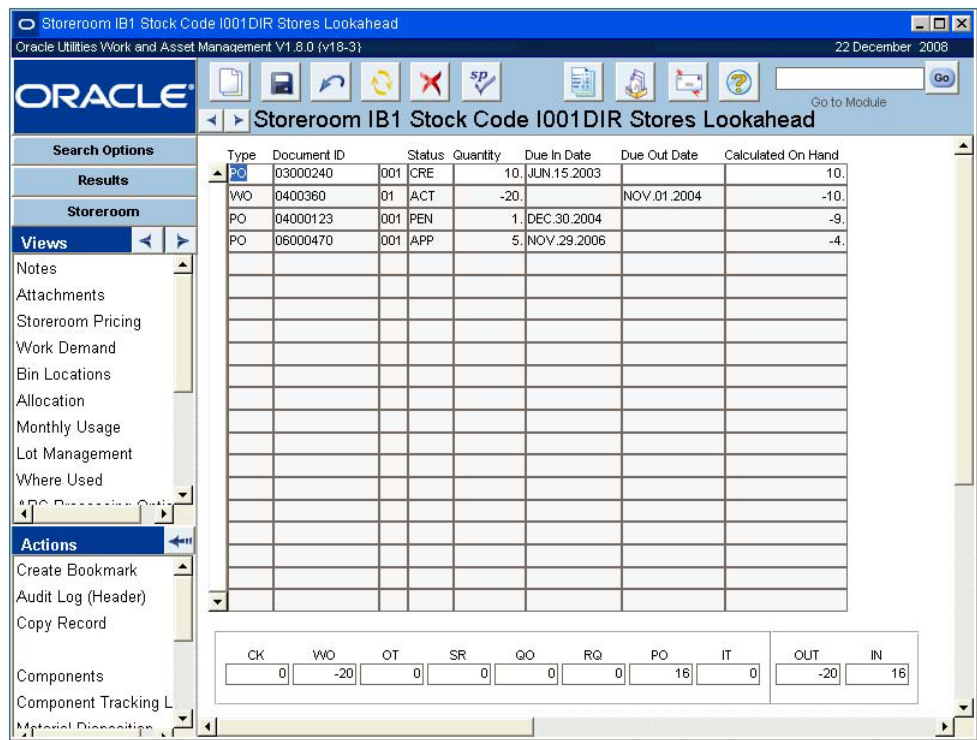 Storeroom IB1 Stock Code I001DIR Stores Lookahead
Oracle Utilities Work and Asset Management V1.8.0 (v18-3) 22 December 2008
ORACLE
sp
Go
Go to Module
Storeroom IB1 Stock Code I001DIR Stores Lookahead
Search Options
Results
Storeroom
Views
Notes
Attachments
Storeroom Pricing
Work Demand
Bin Locations
Allocation
Monthly Usage
Lot Management
Where Used
Actions
Create Bookmark
Audit Log (Header)
Copy Record
Components
Component Tracking L
Material Disposition
Type Document ID Status Quantity Due In Date Due Out Date Calculated On Hand
PO 03000240 001 CRE 10. JUN.15.2003 10.
WO 0400360 01 ACT -20. NOV.01.2004 -10.
PO 04000123 001 PEN 1. DEC.30.2004 -9.
PO 06000470 001 APP 5. NOV.29.2006 -4.
CK WO OT SR QO RQ PO IT OUT IN
0 -20 0 0 0 0 16 0 -20 16